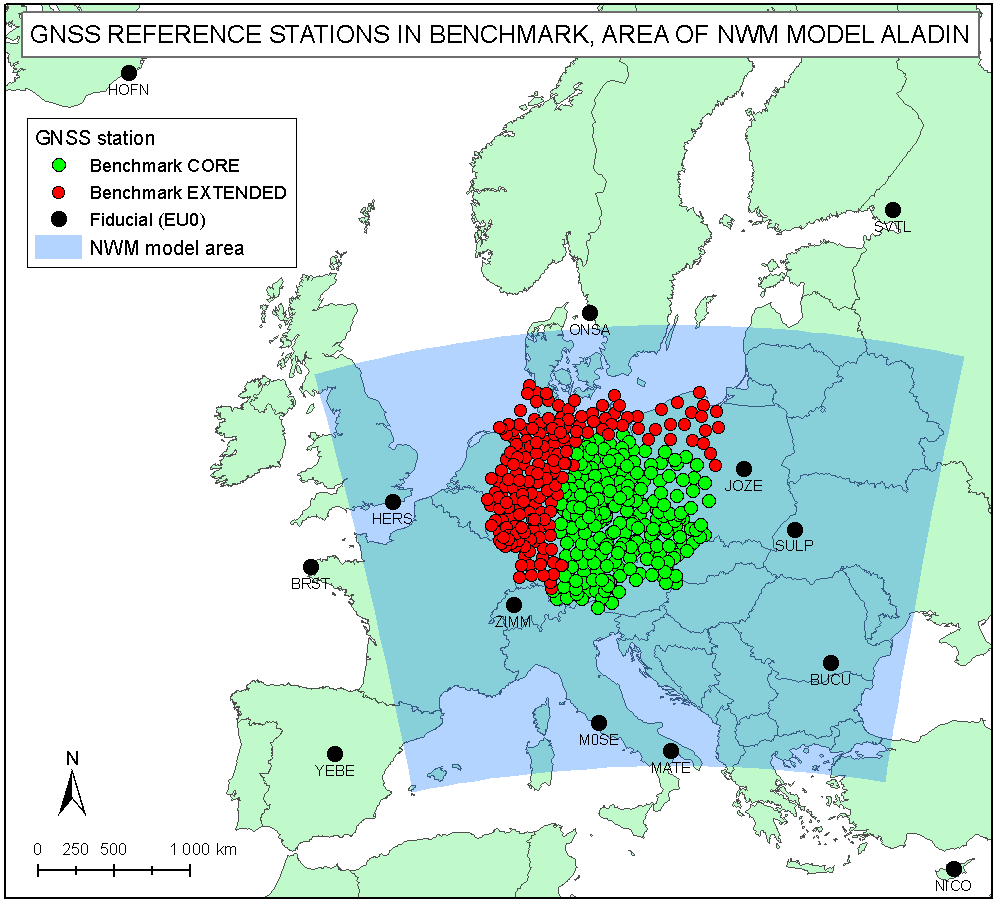 GNSS REFERENCE STATIONS IN BENCHMARK, AREA OF NWM MODEL ALADIN
HOFN
GNSS station
Benchmark CORE
Benchmark EXTENDED
Fiducial (EU0)
NWM model area
SVTL
ONSA
JOZE
HERS
SULP
BRST
ZIMM
BUCU
M0SE
MATE
YEBE
N
0 250 500 1 000 km
NICO